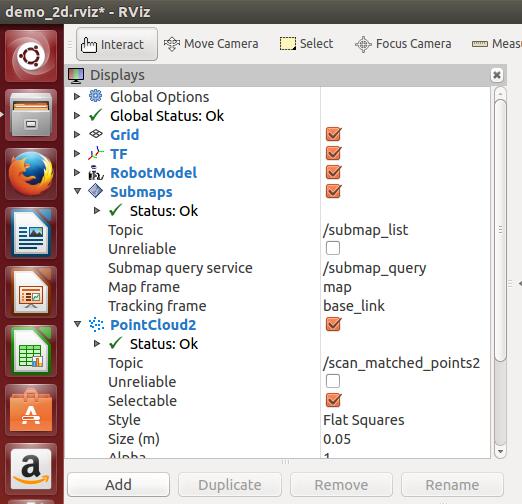 demo_2d.rviz* - RViz
Interact Move Camera Select Focus Camera Meas
Displays
Global Options
Global Status: Ok
Grid
TF
RobotModel
Submaps
Status: Ok
Topic /submap_list
Unreliable
Submap query service /submap_query
Map frame map
Tracking frame base_link
PointCloud2
Status: Ok
Topic /scan_matched_points2
Unreliable
Selectable
Style Flat Squares
Size (m) 0.05
Alpha 1
Add Duplicate Remove Rename